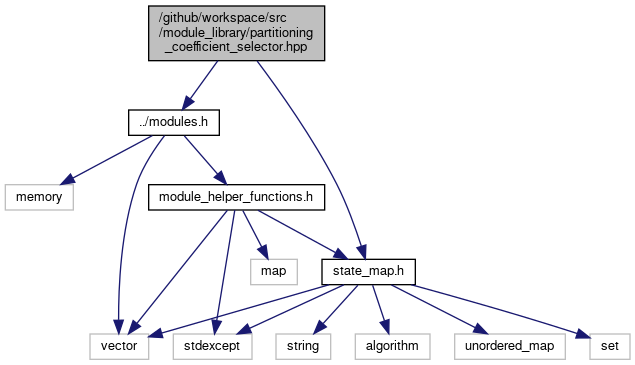 /github/workspace/src
/module_library/partitioning
_coefficient_selector.hpp
../modules.h
memory
module_helper_functions.h
map
state_map.h
vector
stdexcept
string
algorithm
unordered_map
set